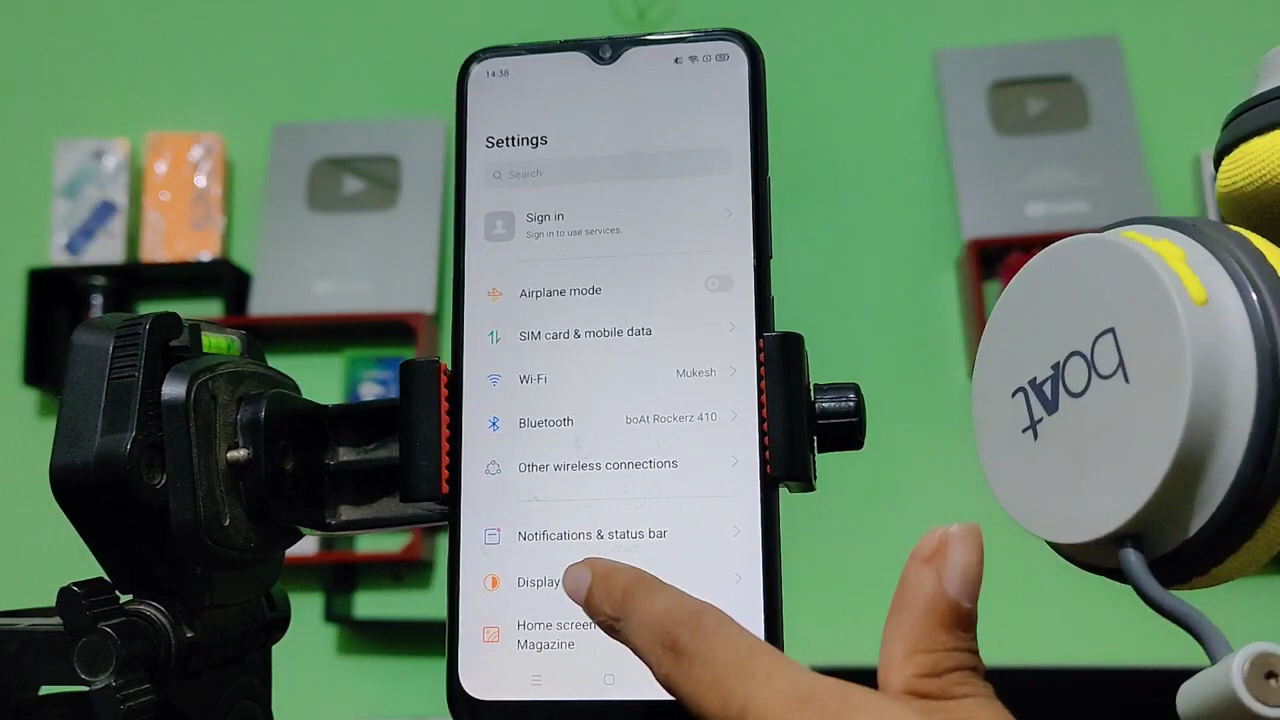 14:38
Settings
Search
Sign in
Sign in to use services.
Airplane mode
SIM card & mobile data
Wi-Fi Mukesh
Bluetooth boAt Rockerz 410
Other wireless connections
Notifications & status bar
Display
Home screen
Magazine
boAt